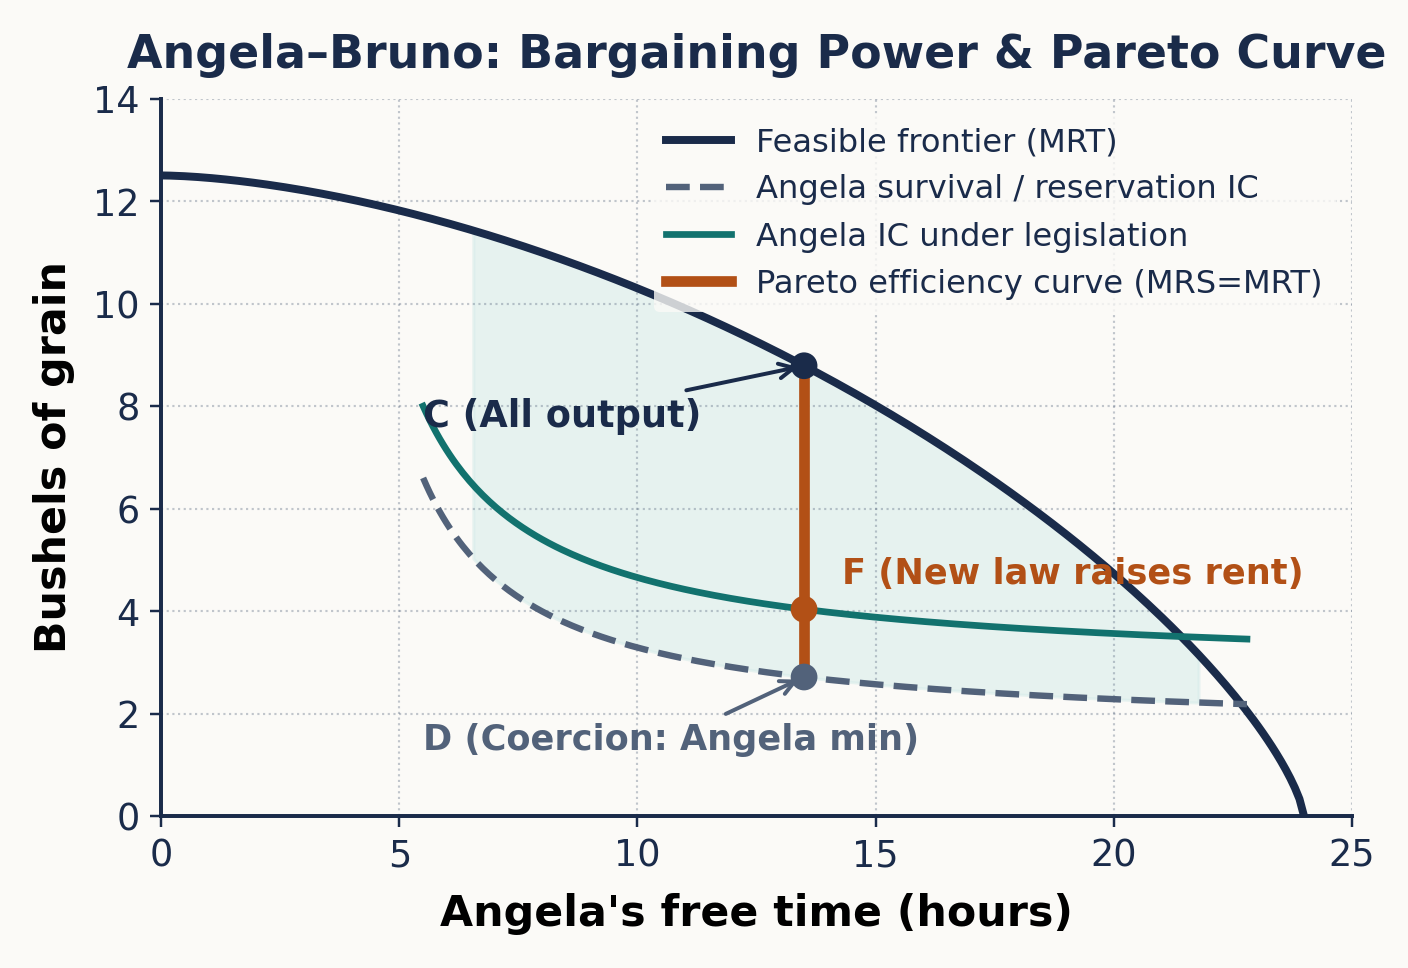 Angela–Bruno: Bargaining Power & Pareto Curve
Feasible frontier (MRT)
Angela survival / reservation IC
Angela IC under legislation
Pareto efficiency curve (MRS=MRT)
14
12
10
8
6
4
2
0
Bushels of grain
C (All output)
F (New law raises rent)
D (Coercion: Angela min)
0
5
10
15
20
25
Angela's free time (hours)